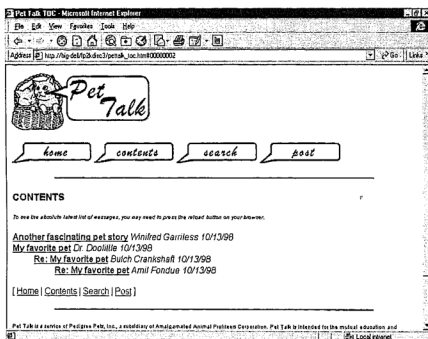 Pet Talk TOC - Microsoft Internet Explorer
File Edit View Favorites Tools Help
Address http://big-dell/fp2kdisc3/pettalk_toc.htm#00000002 Go Links
Pet
Talk
home contents search post
CONTENTS
To see the absolute latest list of messages, you may need to press the reload button on your browser.
Another fascinating pet story Winifred Garniless 10/13/98
My favorite pet Dr. Doolittle 10/13/98
Re: My favorite pet Butch Crankshaft 10/13/98
Re: My favorite pet Amil Fondue 10/13/98
[ Home | Contents | Search | Post ]
Pet Talk is a service of Pedigree Pets, Inc., a subsidiary of Amalgamated Animal Fanciers Corporation. Pet Talk is intended for the mutual education and
Local intranet